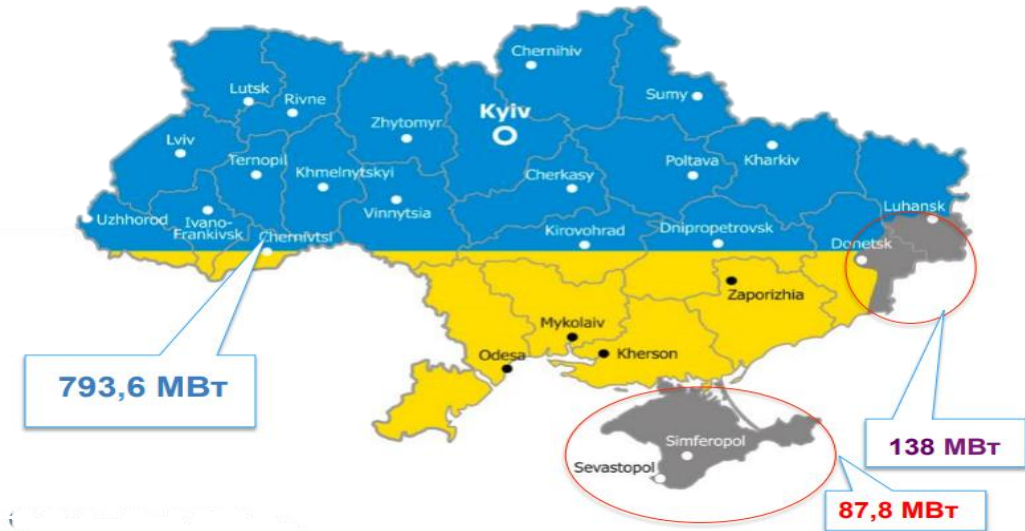 Chernihiv
Lutsk
Rivne
Sumy
Kyiv
Zhytomyr
Lviv
Ternopil
Khmelnytskyi
Cherkasy
Poltava
Kharkiv
Vinnytsia
Uzhhorod
Ivano-
Frankivsk
Chernivtsi
Kirovohrad
Dnipropetrovsk
Donetsk
Luhansk
Zaporizhia
Mykolaiv
Odesa
Kherson
793,6 МВт
Simferopol
Sevastopol
138 МВт
87,8 МВт